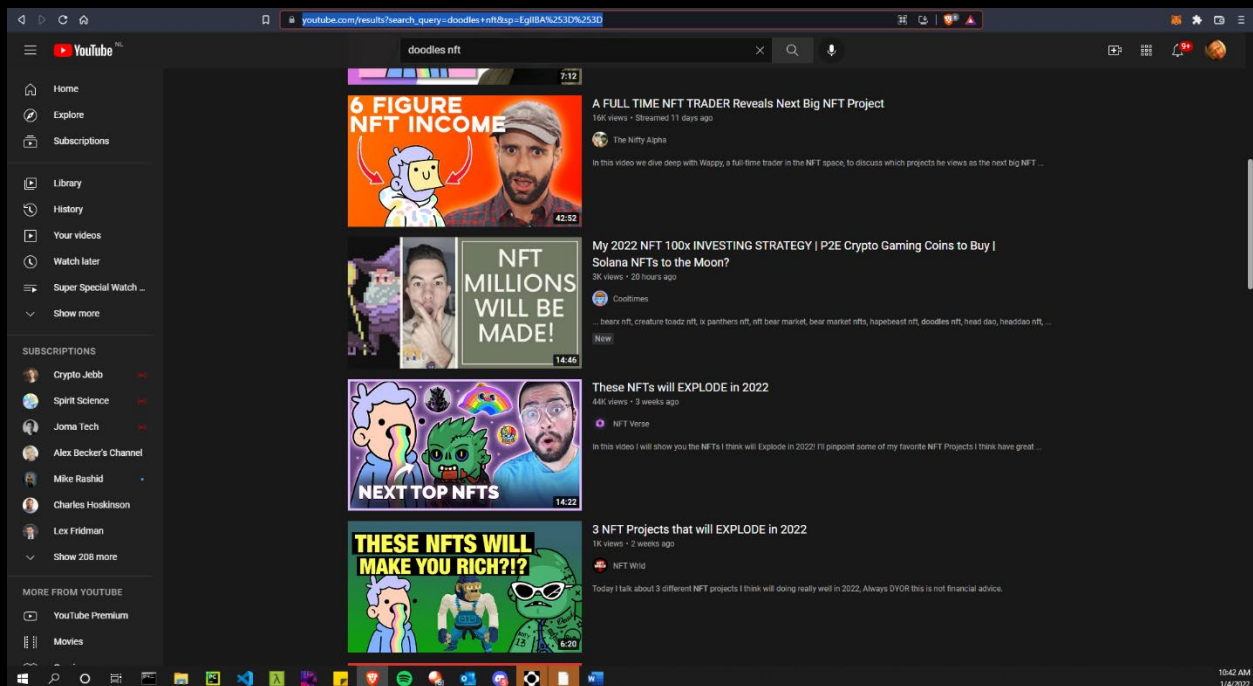 youtube.com/results?search_query=doodles+nft&sp=EgIIBA%253D%253D
YouTube NL
doodles nft
9+
Home
Explore
Subscriptions
Library
History
Your videos
Watch later
Super Special Watch ...
Show more
SUBSCRIPTIONS
Crypto Jebb
Spirit Science
Joma Tech
Alex Becker's Channel
Mike Rashid
Charles Hoskinson
Lex Fridman
Show 208 more
MORE FROM YOUTUBE
YouTube Premium
Movies
7:12
6 FIGURE
NFT INCOME
42:52
A FULL TIME NFT TRADER Reveals Next Big NFT Project
16K views • Streamed 11 days ago
The Nifty Alpha
In this video we dive deep with Wappy, a full-time trader in the NFT space, to discuss which projects he views as the next big NFT ...
NFT
MILLIONS
WILL BE
MADE!
14:46
My 2022 NFT 100x INVESTING STRATEGY | P2E Crypto Gaming Coins to Buy |
Solana NFTs to the Moon?
3K views • 20 hours ago
Cooltimes
... bearx nft, creature toadz nft, ix panthers nft, nft bear market, bear market nfts, hapebeast nft, doodles nft, head dao, headdao nft, ...
New
NEXT TOP NFTS
14:22
These NFTs will EXPLODE in 2022
44K views • 3 weeks ago
NFT Verse
In this video I will show you the NFTs I think will Explode in 2022! I'll pinpoint some of my favorite NFT Projects I think have great ...
THESE NFTS WILL
MAKE YOU RICH?!?
13
6:20
3 NFT Projects that will EXPLODE in 2022
1K views • 2 weeks ago
NFT Wrld
Today I talk about 3 different NFT projects I think will doing really well in 2022, Always DYOR this is not financial advice.
10:42 AM
1/4/2022